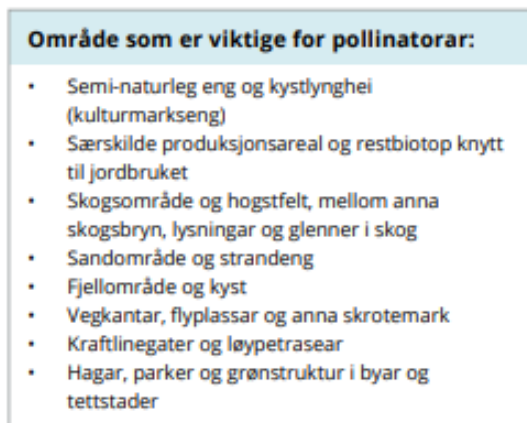 Område som er viktige for pollinatorar:
• Semi-naturleg eng og kystlynghei
(kulturmarkseng)
• Særskilde produksjonsareal og restbiotop knytt
til jordbruket
• Skogsområde og hogstfelt, mellom anna
skogsbryn, lysningar og glenner i skog
• Sandområde og strandeng
• Fjellområde og kyst
• Vegkantar, flyplassar og anna skrotemark
• Kraftlinegater og løypetrasear
• Hagar, parker og grønstruktur i byar og
tettstader